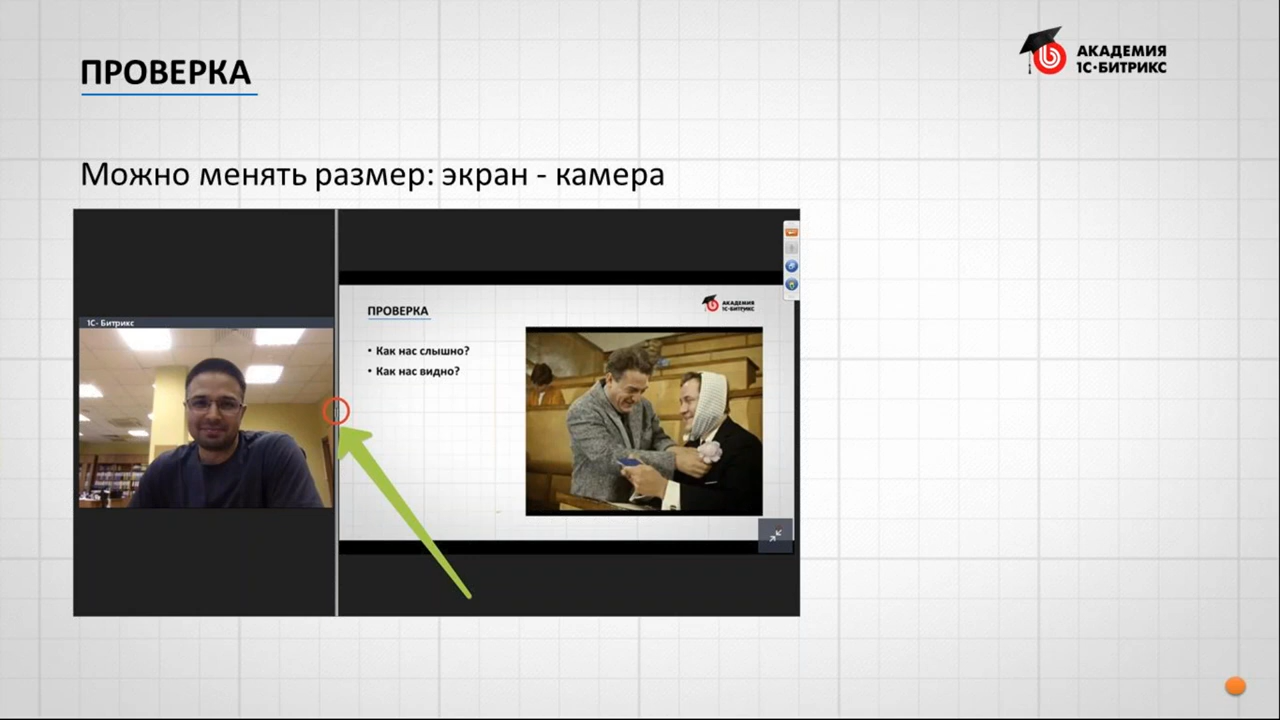 ПРОВЕРКА
АКАДЕМИЯ
1С·БИТРИКС
Можно менять размер: экран - камера
1С- Битрикс
ПРОВЕРКА
АКАДЕМИЯ
1С·БИТРИКС
• Как нас слышно?
• Как нас видно?